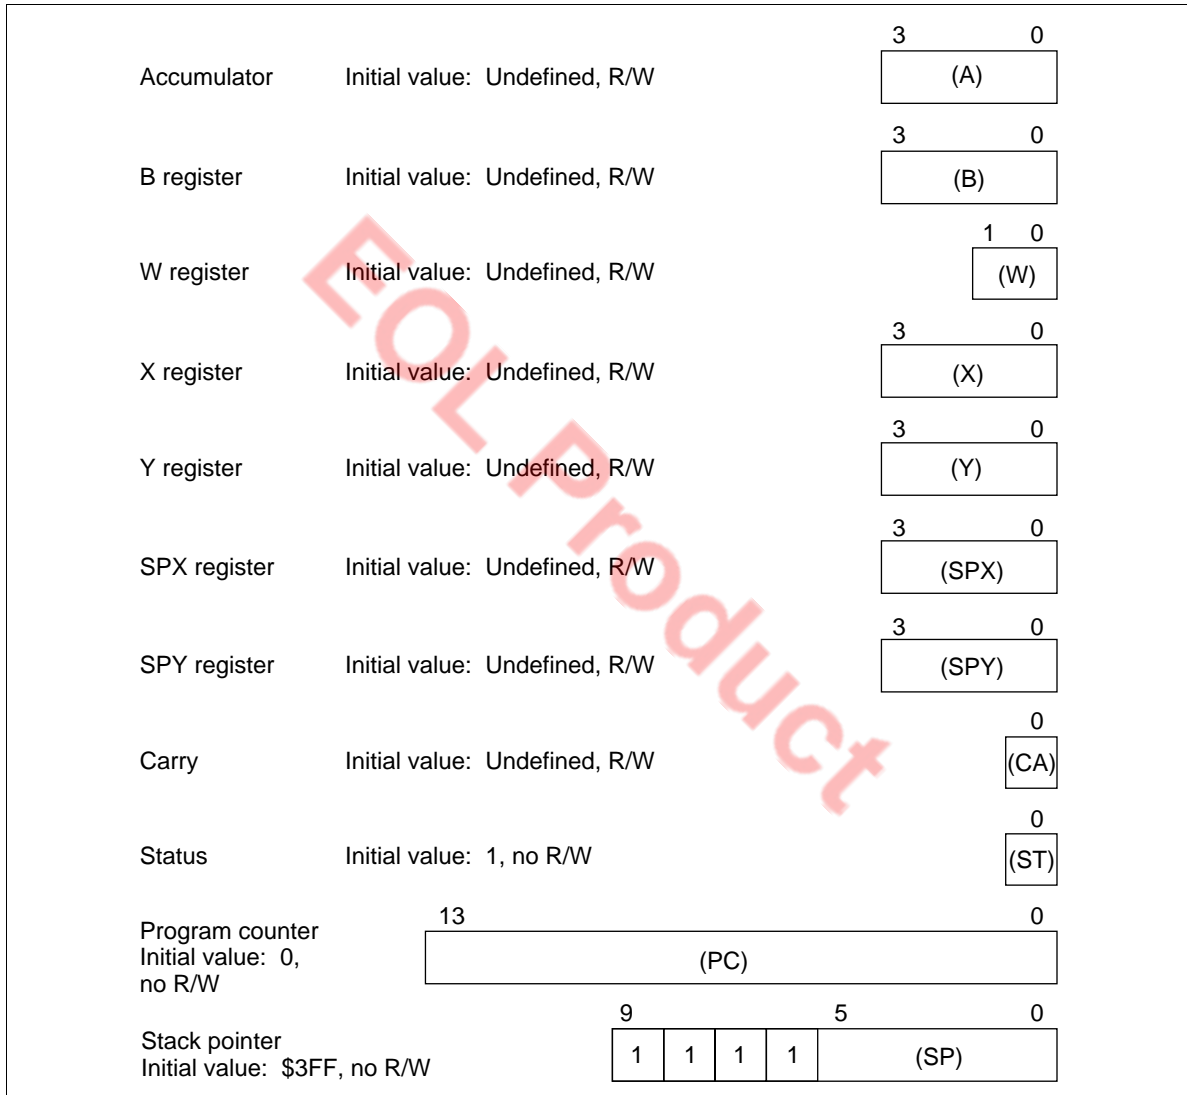 3 0
Accumulator Initial value: Undefined, R/W (A)
3 0
B register Initial value: Undefined, R/W (B)
1 0
W register Initial value: Undefined, R/W (W)
3 0
X register Initial value: Undefined, R/W (X)
3 0
Y register Initial value: Undefined, R/W (Y)
3 0
SPX register Initial value: Undefined, R/W (SPX)
3 0
SPY register Initial value: Undefined, R/W (SPY)
0
Carry Initial value: Undefined, R/W (CA)
0
Status Initial value: 1, no R/W (ST)
13 0
Program counter
Initial value: 0,
no R/W
(PC)
9 5 0
Stack pointer
Initial value: $3FF, no R/W
1 1 1 1 (SP)
EOL Product